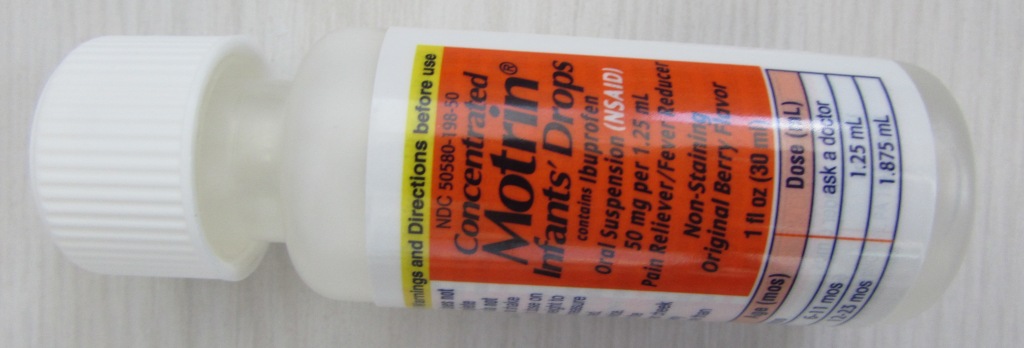 and Directions before use
NDC 50580-198-50
Concentrated
Motrin®
Infants' Drops
contains Ibuprofen
Oral Suspension (NSAID)
50 mg per 1.25 mL
Pain Reliever/Fever Reducer
Non-Staining
Original Berry Flavor
1 fl oz (30 mL)
(mos) Dose (mL)
ask a doctor
6-11 mos 1.25 mL
12-23 mos 1.875 mL